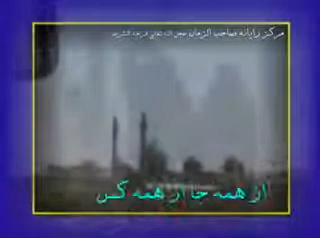 مرکز رایانه صاحب الزمان عجل الله تعالی فرجه الشریف
از همه جا از همه کس